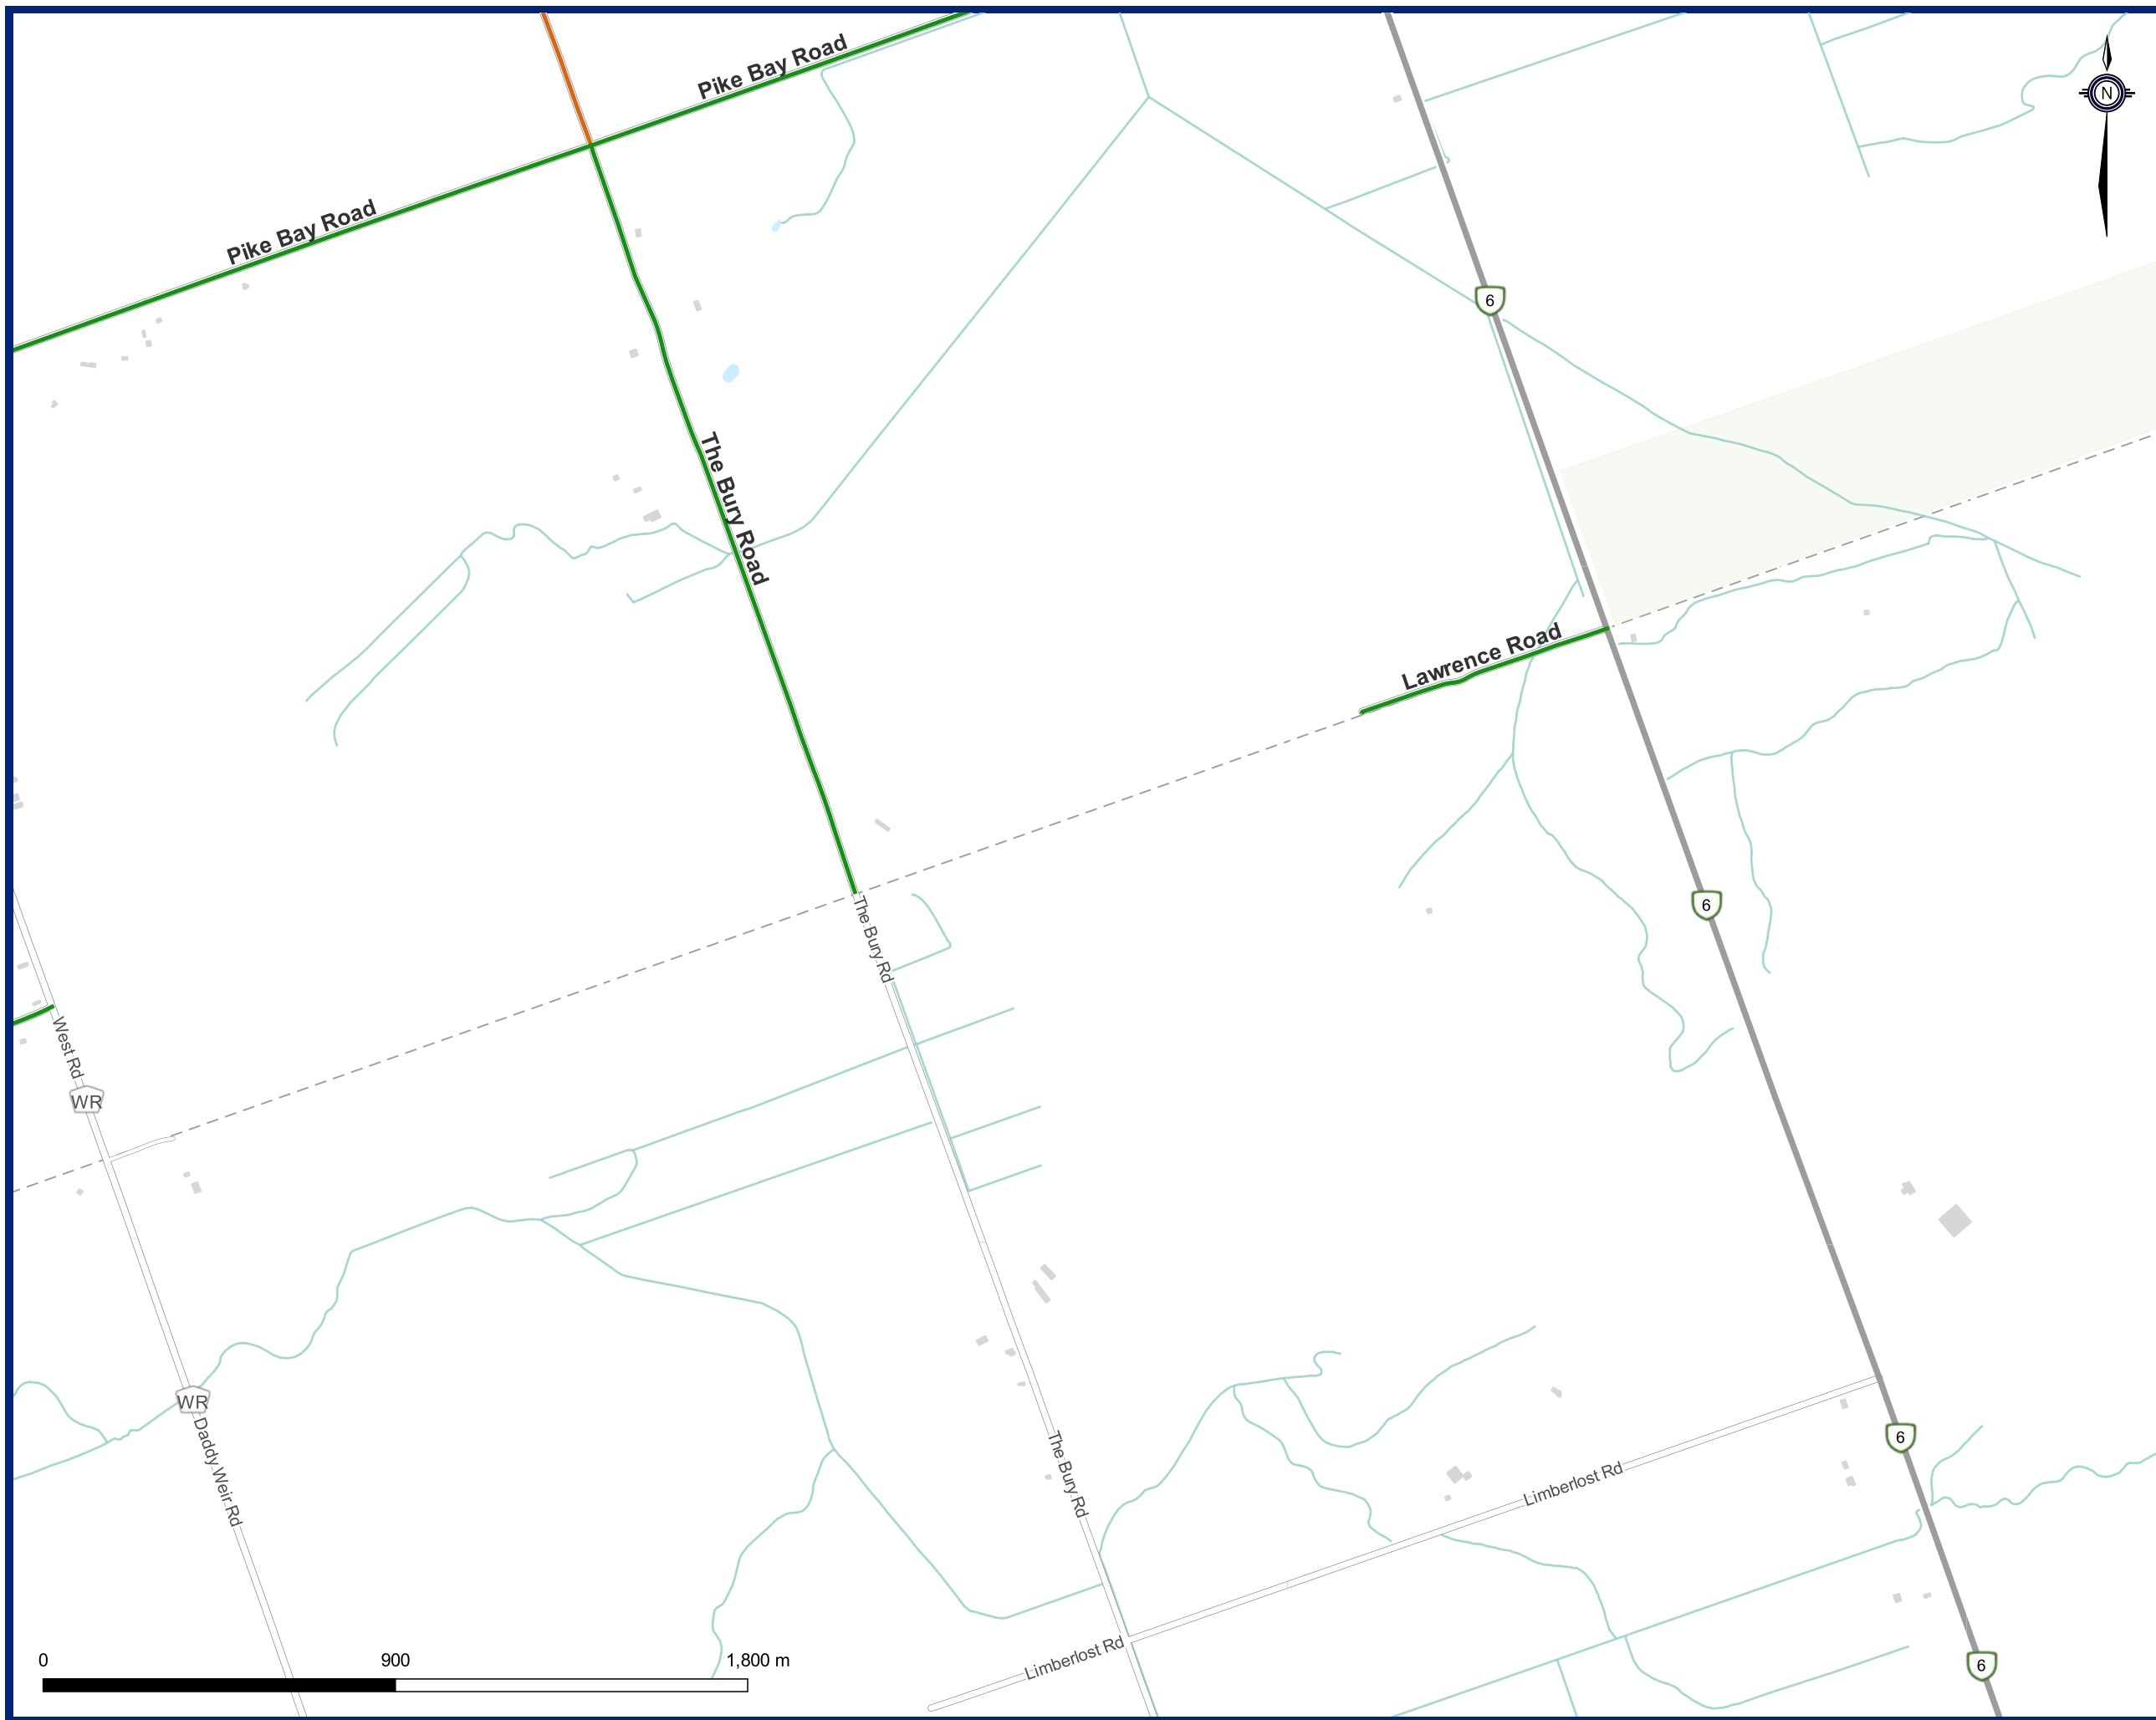 Pike Bay Road
N
Pike Bay Road
6
The Bury Road
Lawrence Road
6
The Bury Rd
West Rd
WR
WR
Daddy Weir Rd
6
The Bury Rd
Limberlost Rd
Limberlost Rd
6
0 900 1,800 m